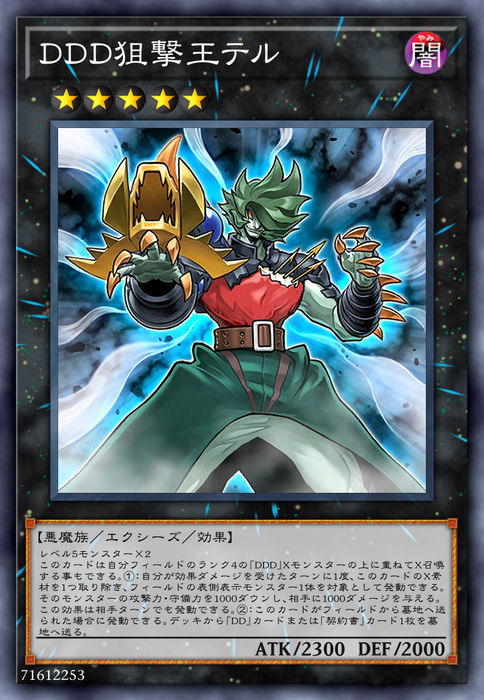 DDD狙撃王テル
やみ
闇
【悪魔族／エクシーズ／効果】
レベル5モンスター×2
このカードは自分フィールドのランク4の「DDD」Xモンスターの上に重ねてX召喚
する事もできる。①:自分が効果ダメージを受けたターンに1度、このカードのX素
材を1つ取り除き、フィールドの表側表示モンスター1体を対象として発動できる。
そのモンスターの攻撃力・守備力を1000ダウンし、相手に1000ダメージを与える。
この効果は相手ターンでも発動できる。②:このカードがフィールドから墓地へ送
られた場合に発動できる。デッキから「DD」カードまたは「契約書」カード1枚を墓
地へ送る。
ATK/2300 DEF/2000
71612253